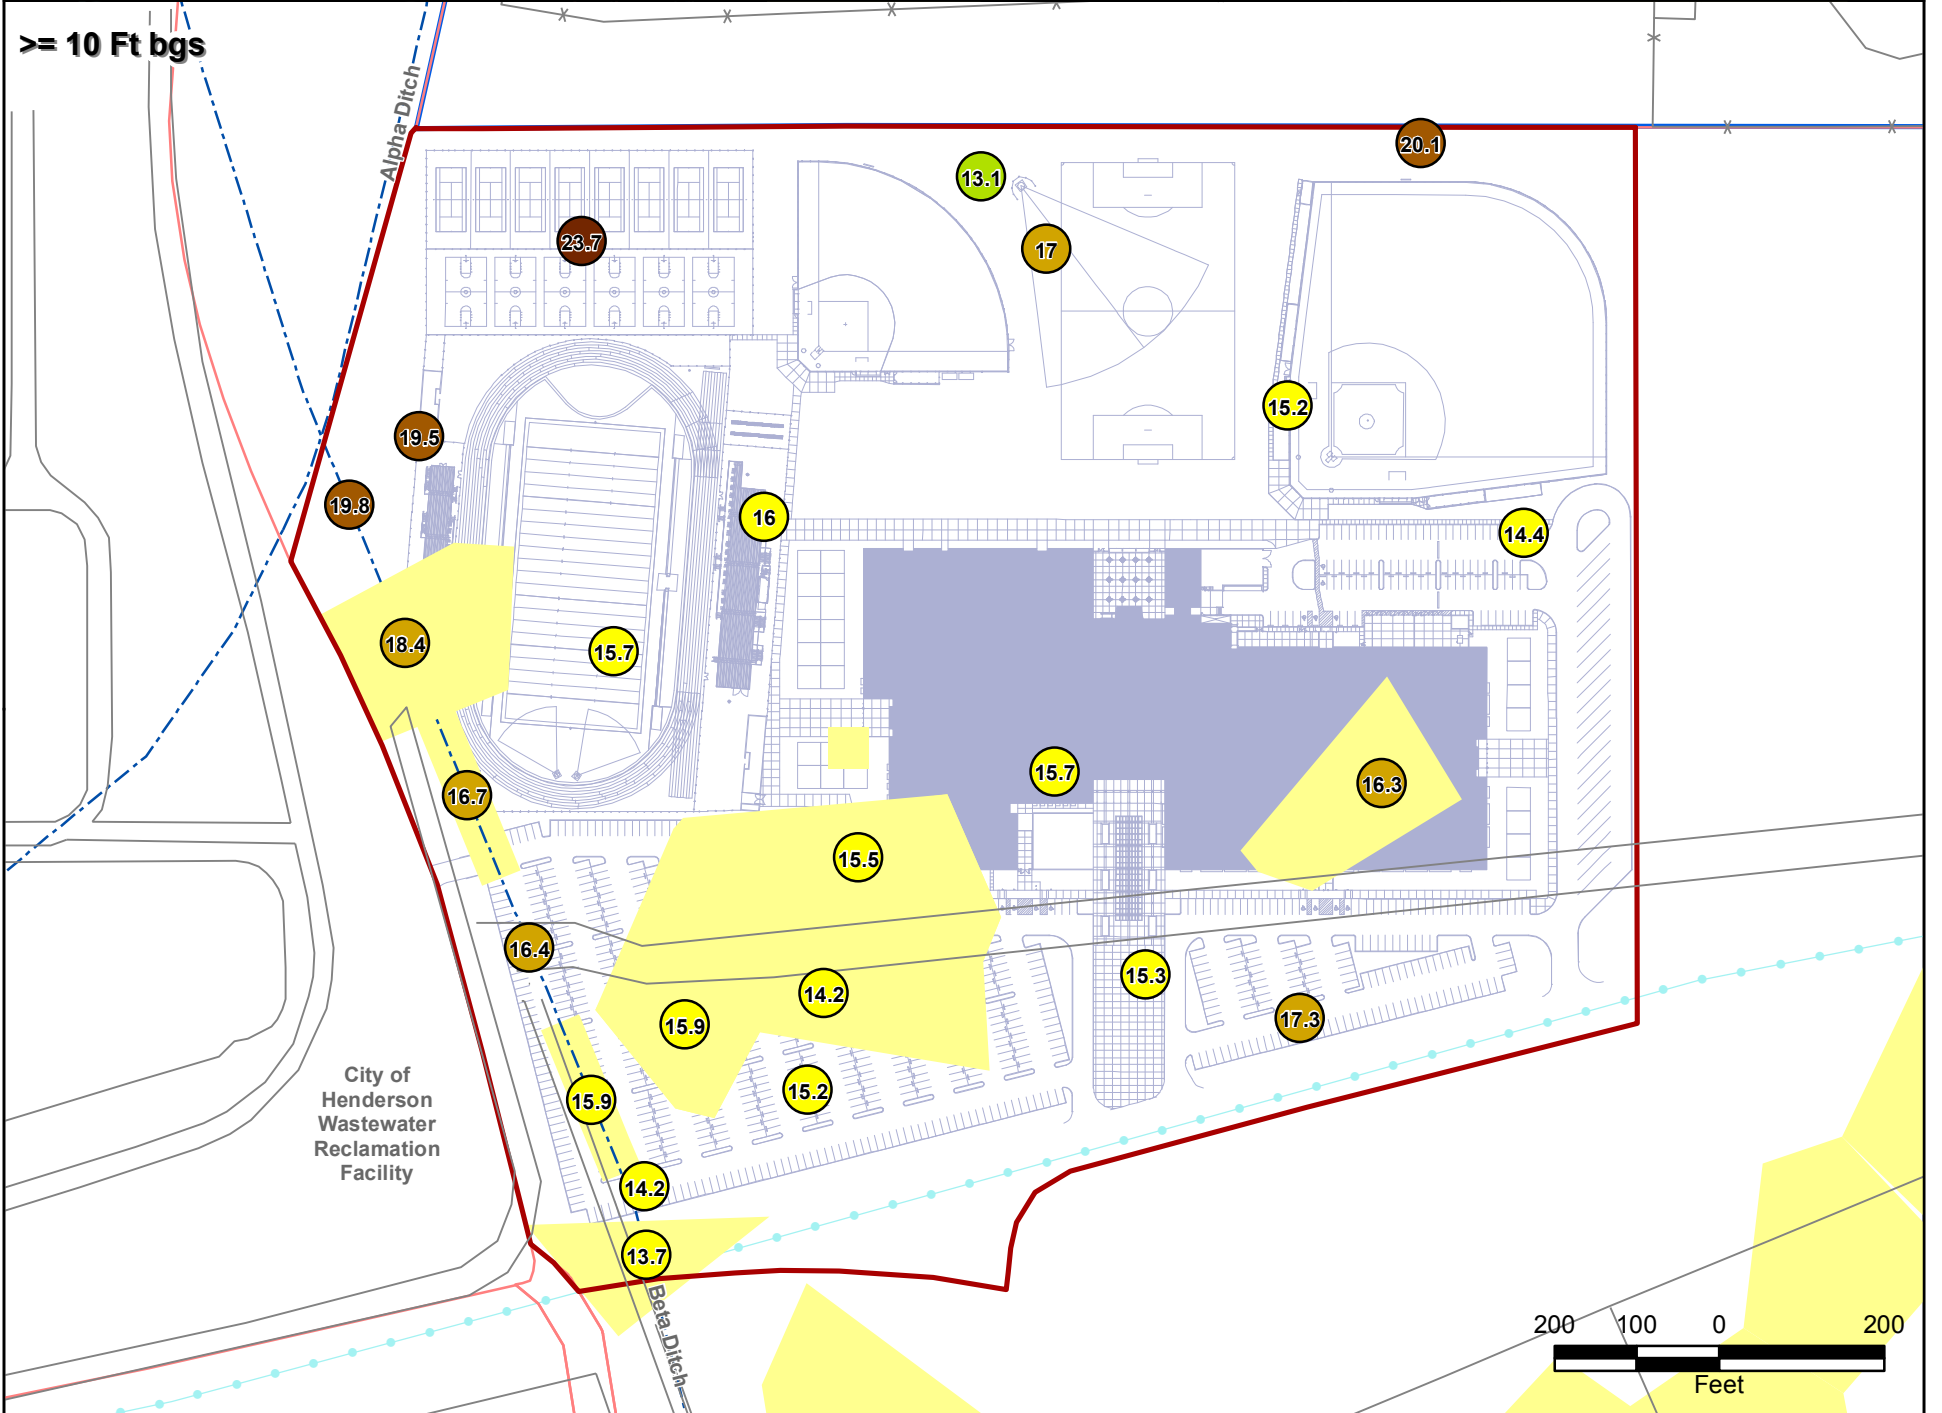 >= 10 Ft bgs
Alpha Ditch
20.1
13.1
23.7
17
15.2
19.5
19.8
16
14.4
18.4
15.7
16.7
15.7
16.3
15.5
16.4
15.3
14.2
15.9
17.3
15.9
15.2
City of
Henderson
Wastewater
Reclamation
Facility
14.2
13.7
Beta Ditch
200 100 0 200
Feet